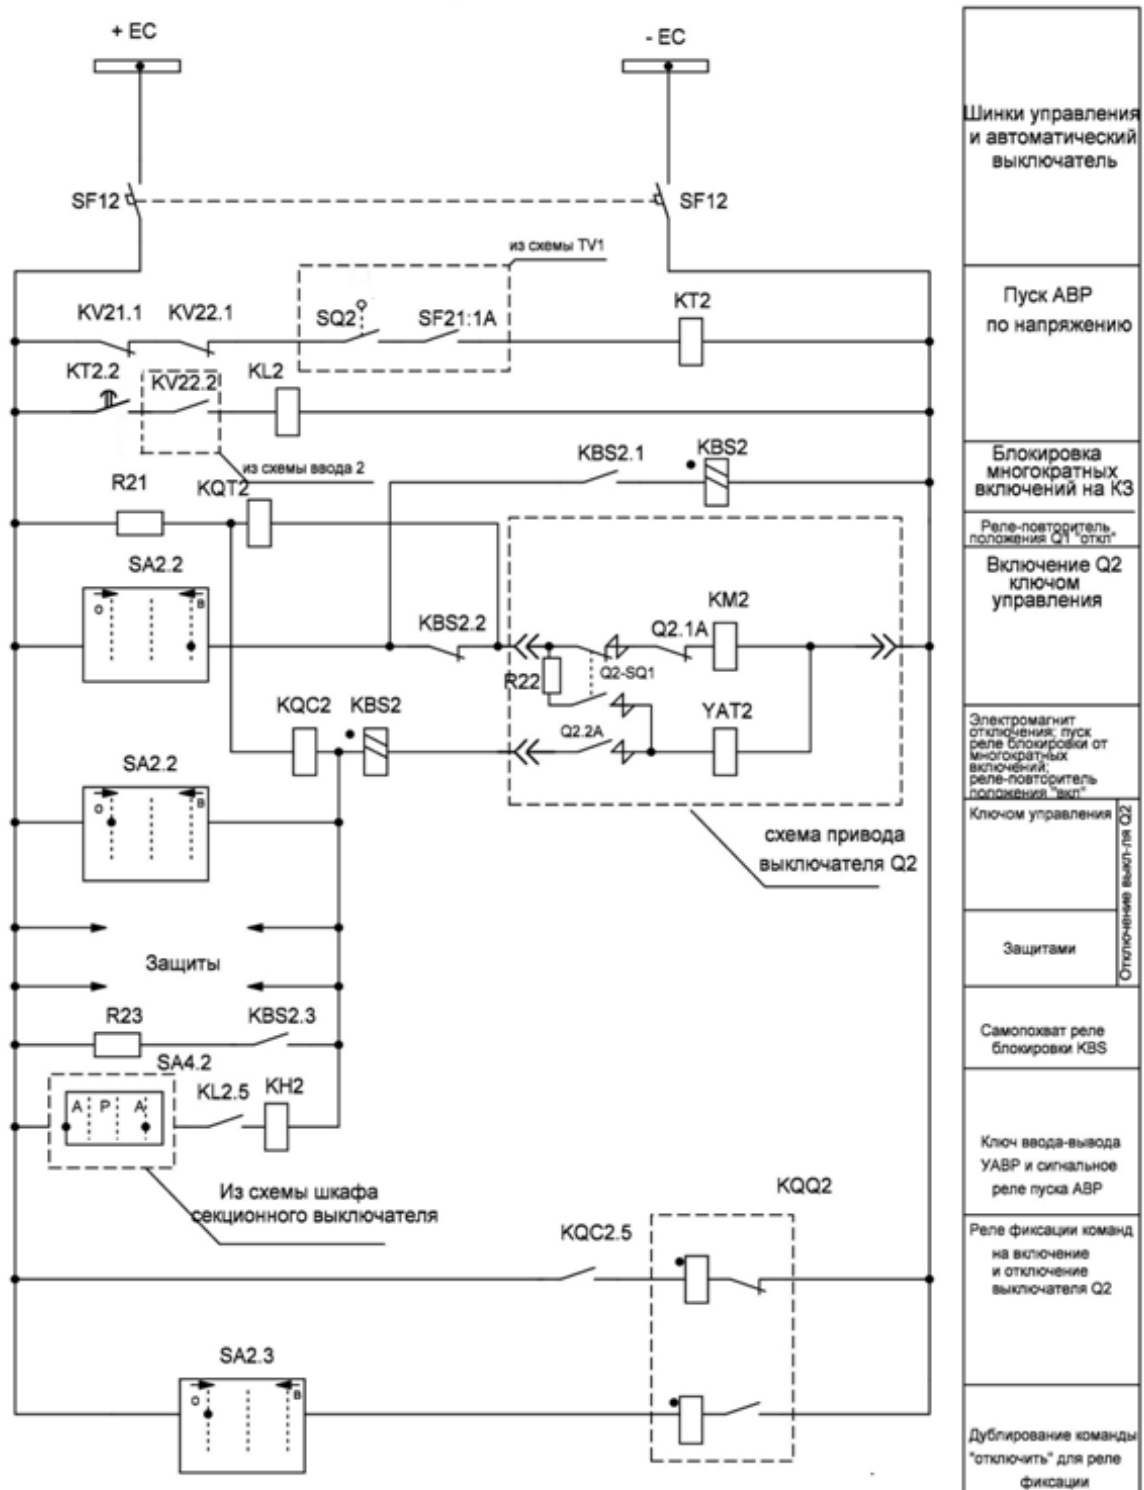 + EC
- EC
SF12
SF12
из схемы TV1
KV21.1
KV22.1
SQ2
SF21:1A
KT2
KT2.2
KV22.2
KL2
из схемы ввода 2
KBS2.1
KBS2
R21
KQT2
SA2.2
О
В
KBS2.2
KM2
Q2.1A
Q2-SQ1
R22
KQC2
KBS2
Q2.2A
YAT2
SA2.2
О
В
схема привода
выключателя Q2
Защиты
R23
KBS2.3
SA4.2
A
P
A
KL2.5
KH2
Из схемы шкафа
секционного выключателя
KQQ2
KQC2.5
SA2.3
О
В
Шинки управления
и автоматический
выключатель
Пуск АВР
по напряжению
Блокировка
многократных
включений на КЗ
Реле-повторитель
положения Q1 "откл"
Включение Q2
ключом
управления
Электромагнит
отключения; пуск
реле блокировки от
многократных
включений;
реле-повторитель
положения "вкл"
Ключом управления
Отключение выкл-ля Q2
Защитами
Самопохват реле
блокировки KBS
Ключ ввода-вывода
УАВР и сигнальное
реле пуска АВР
Реле фиксации команд
на включение
и отключение
выключателя Q2
Дублирование команды
"отключить" для реле
фиксации